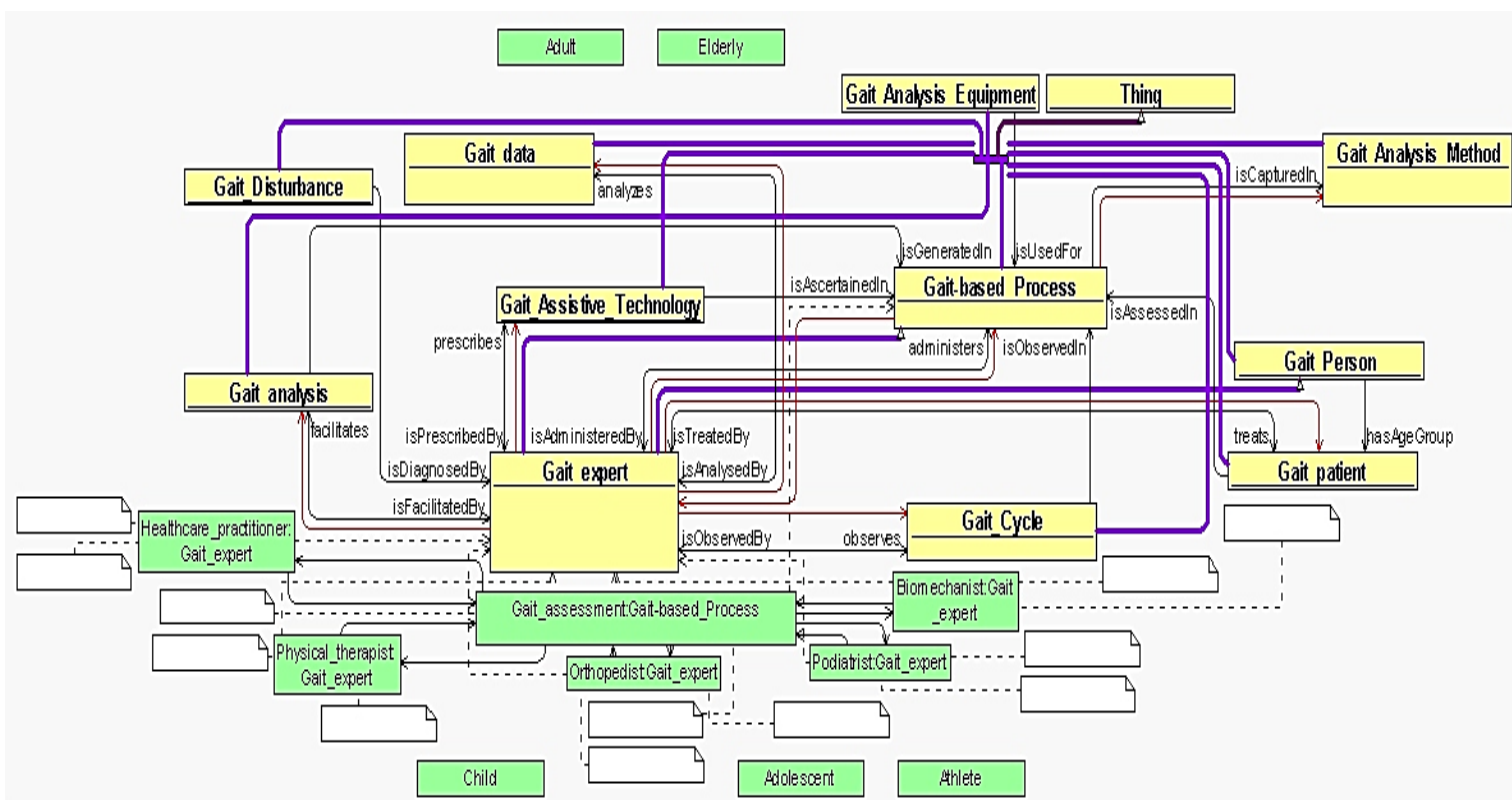 Adult
Elderly
Gait Analysis Equipment
Thing
Gait data
Gait Analysis Method
Gait_Disturbance
analyzes
isCapturedIn
isGeneratedIn
isUsedFor
Gait-based Process
isAscertainedIn
Gait_Assistive_Technology
isAssessedIn
prescribes
administers
isObservedIn
Gait Person
Gait analysis
facilitates
isPrescribedBy
isAdministeredBy
isTreatedBy
treats
hasAgeGroup
isDiagnosedBy
Gait expert
isAnalysedBy
Gait patient
isFacilitatedBy
Gait_Cycle
Healthcare_practitioner:
Gait_expert
isObservedBy
observes
Biomechanist:Gait
_expert
Gait_assessment:Gait-based_Process
Physical_therapist
Gait_expert
Orthopedist:Gait_expert
Podiatrist:Gait_expert
Child
Adolescent
Athlete